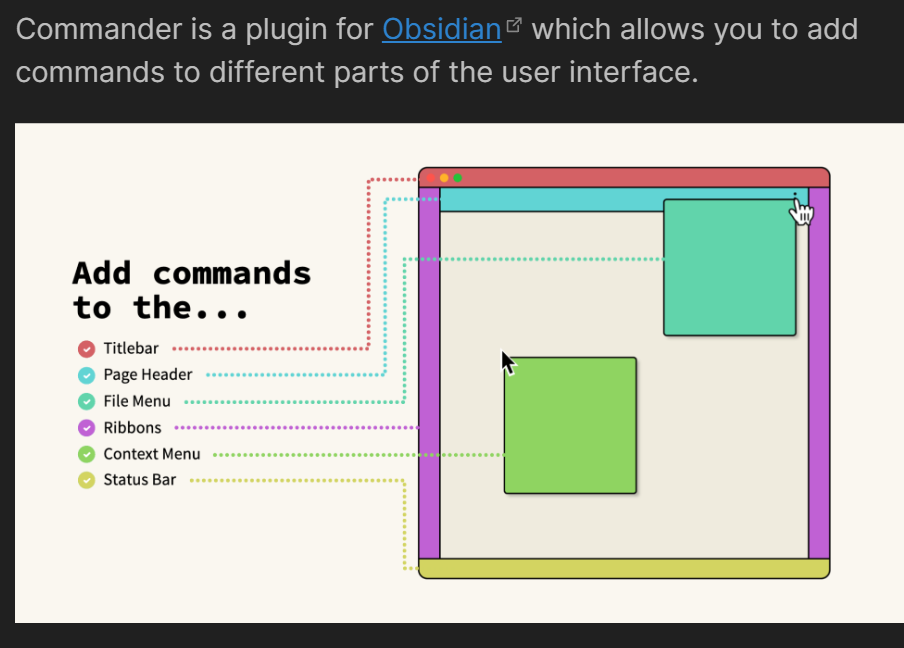 Commander is a plugin for Obsidian which allows you to add
commands to different parts of the user interface.
Add commands
to the...
Titlebar
Page Header
File Menu
Ribbons
Context Menu
Status Bar